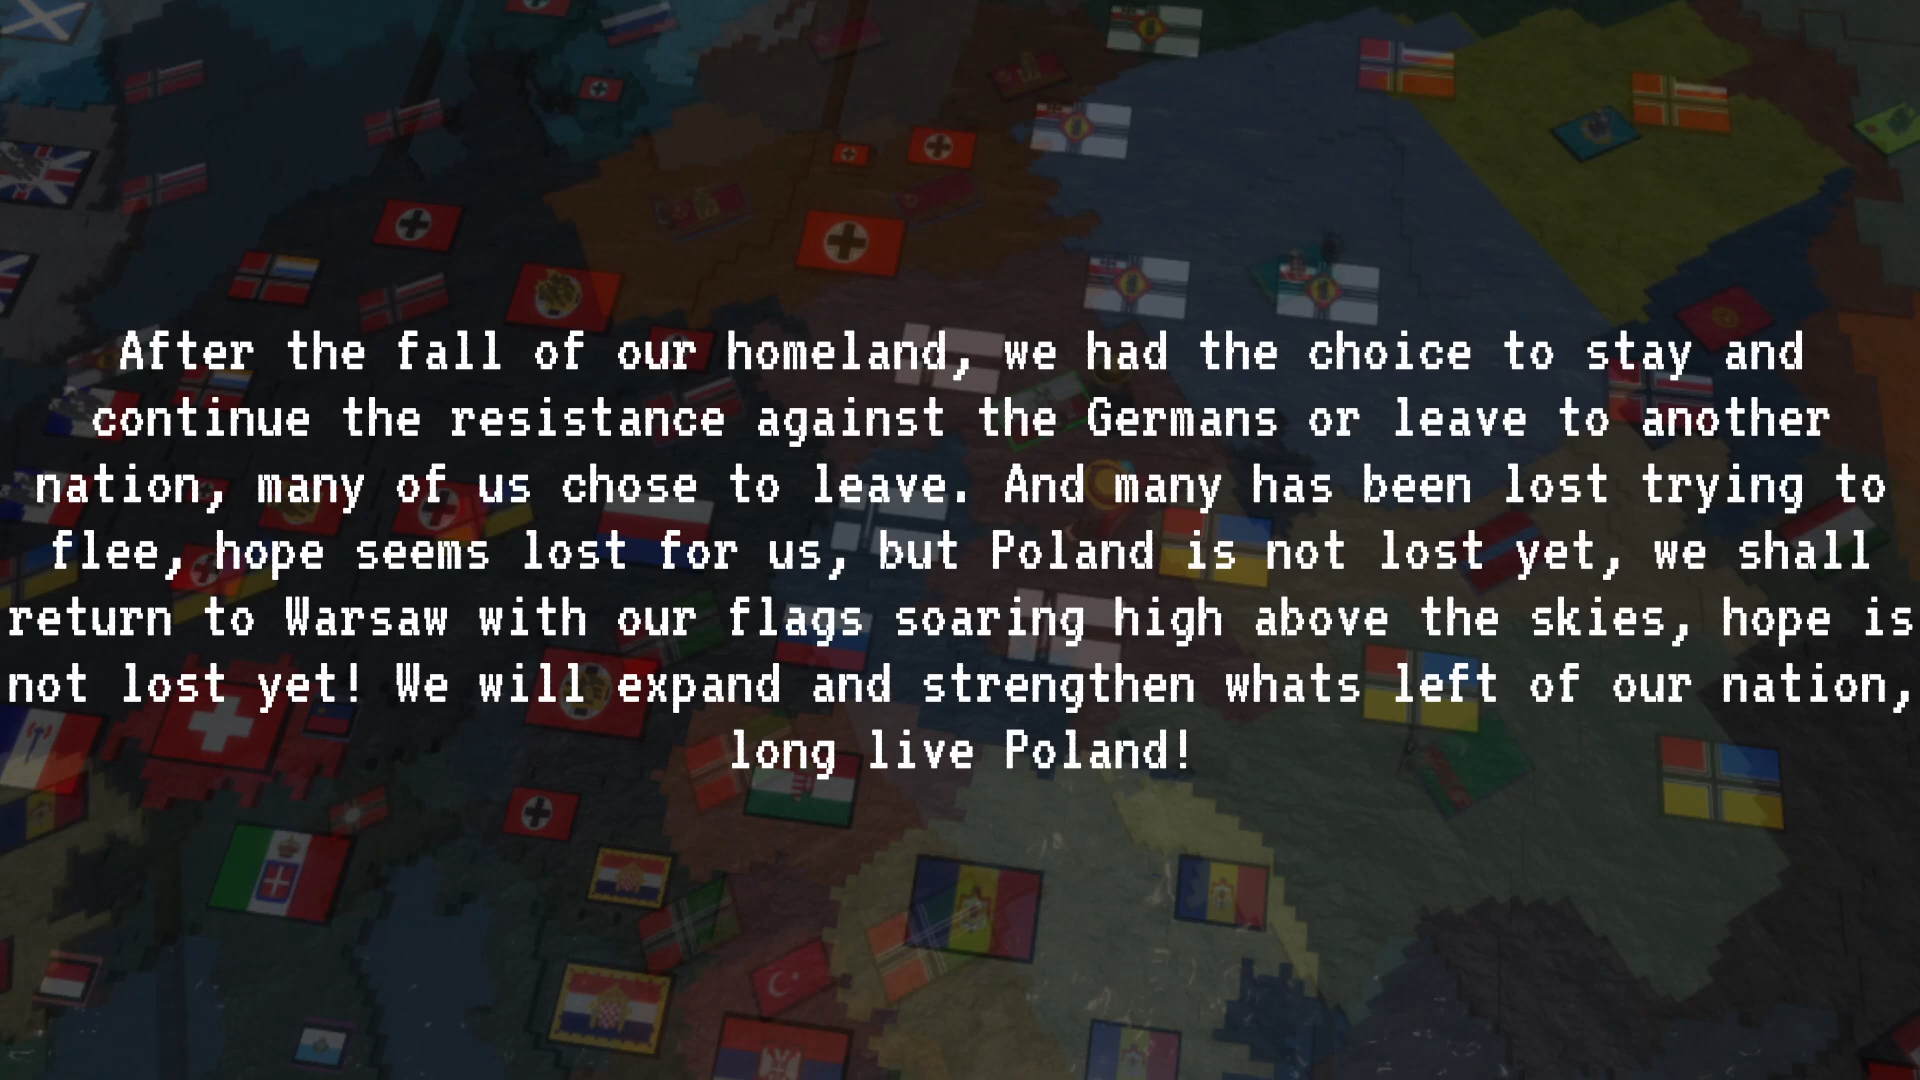 After the fall of our homeland, we had the choice to stay and
continue the resistance against the Germans or leave to another
nation, many of us chose to leave. And many has been lost trying to
flee, hope seems lost for us, but Poland is not lost yet, we shall
return to Warsaw with our flags soaring high above the skies, hope is
not lost yet! We will expand and strengthen whats left of our nation,
long live Poland!